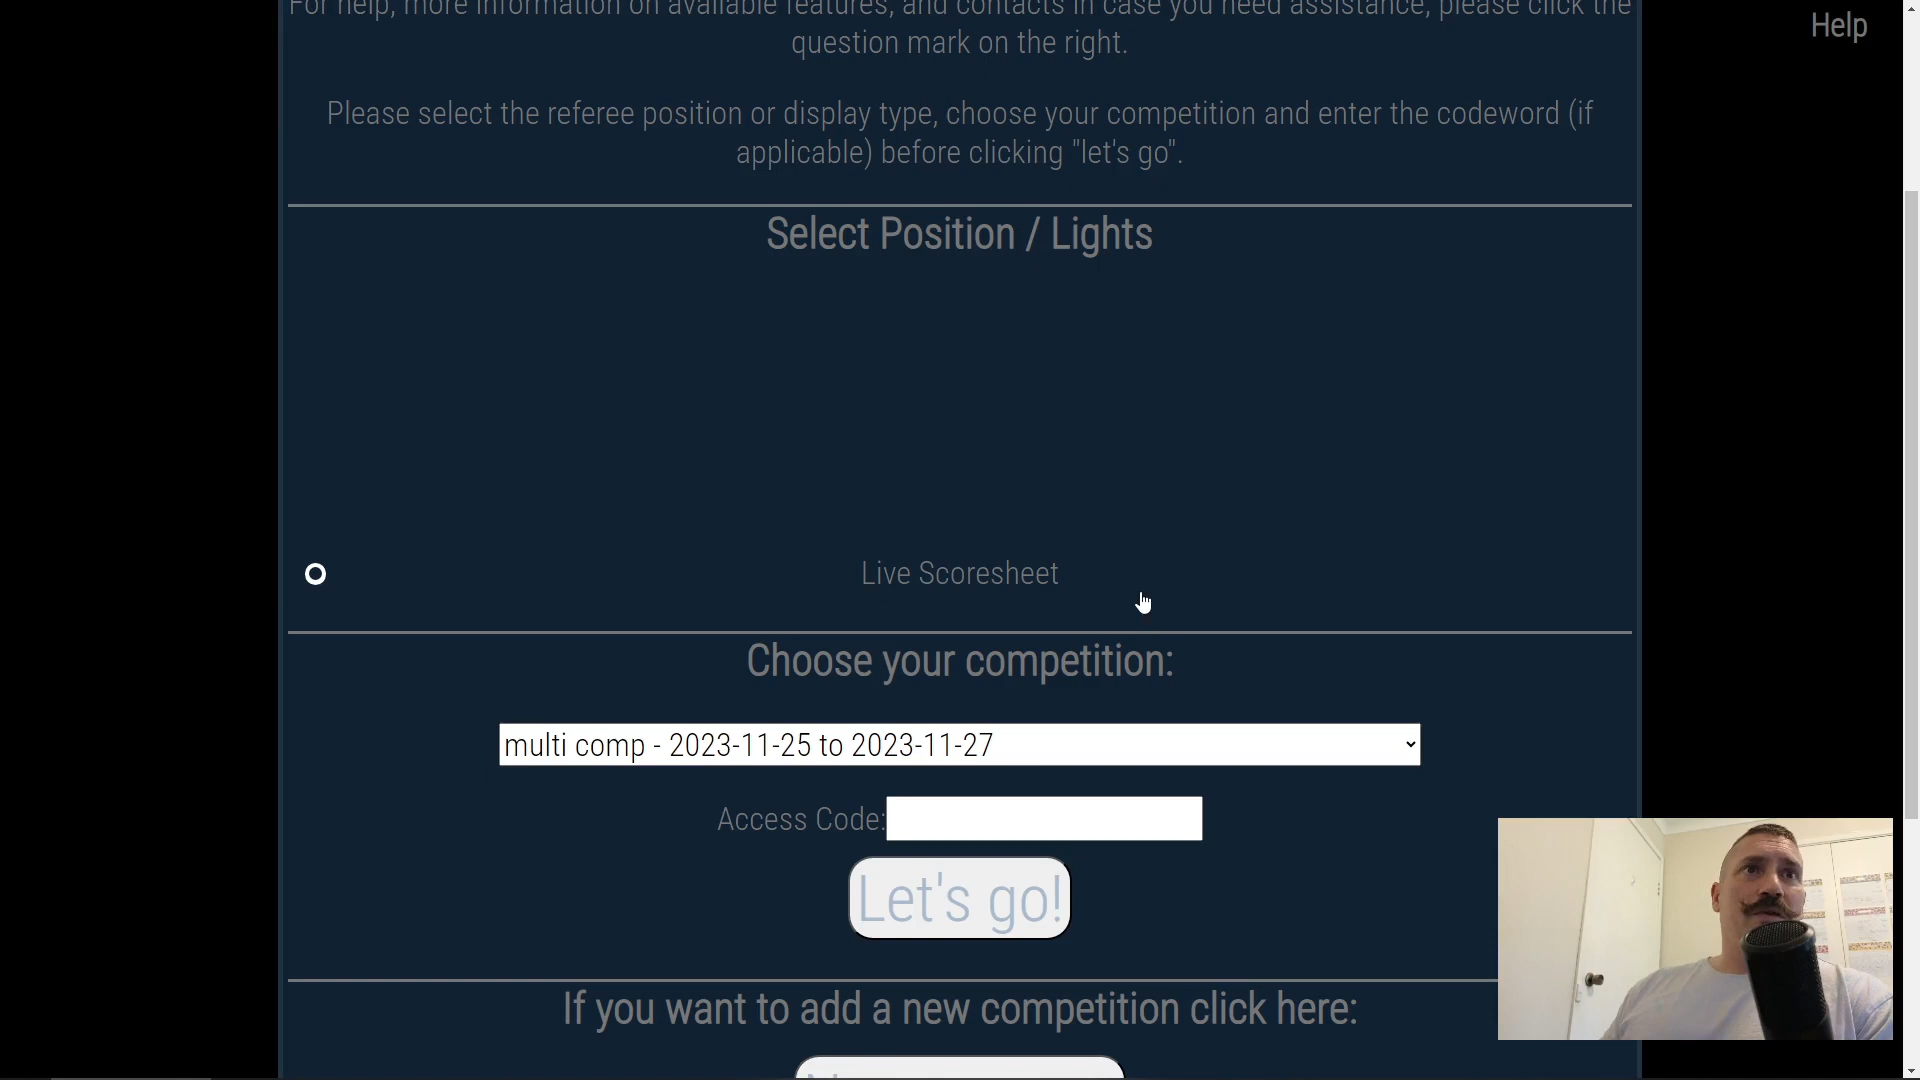 For help, more information on available features, and contacts in case you need assistance, please click the
question mark on the right.
Help
Please select the referee position or display type, choose your competition and enter the codeword (if
applicable) before clicking "let's go".
Select Position / Lights
Live Scoresheet
Choose your competition:
multi comp - 2023-11-25 to 2023-11-27
Access Code:
Let's go!
If you want to add a new competition click here: